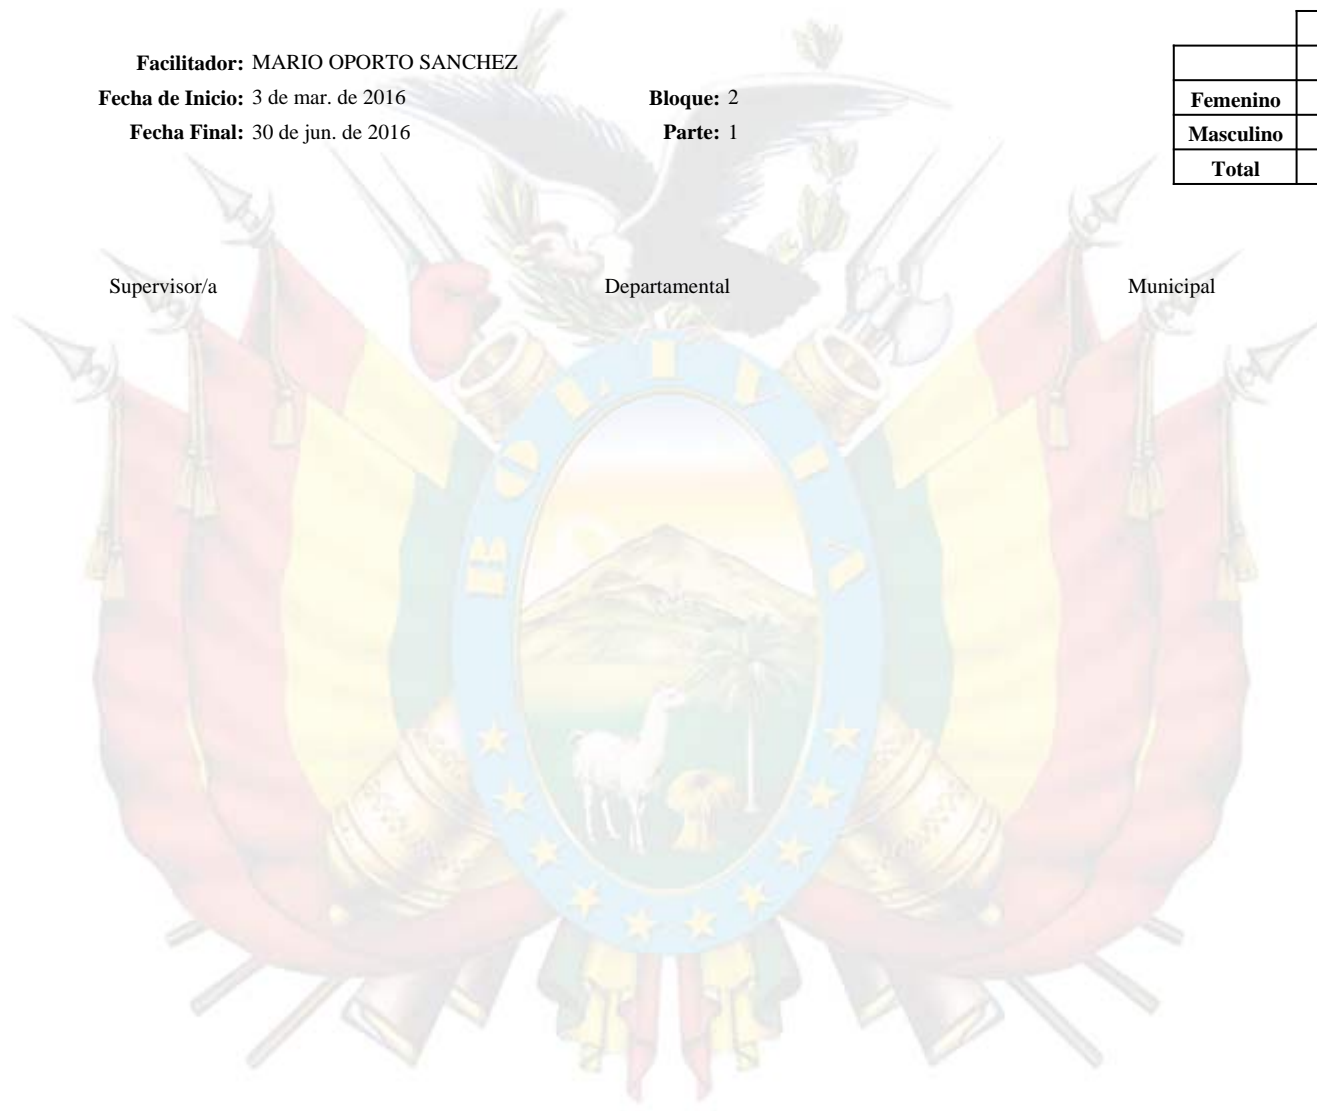 Facilitador: MARIO OPORTO SANCHEZ
Fecha de Inicio: 3 de mar. de 2016 Bloque: 2
Fecha Final: 30 de jun. de 2016 Parte: 1
Femenino
Masculino
Total
Supervisor/a Departamental Municipal
BOLIVIA